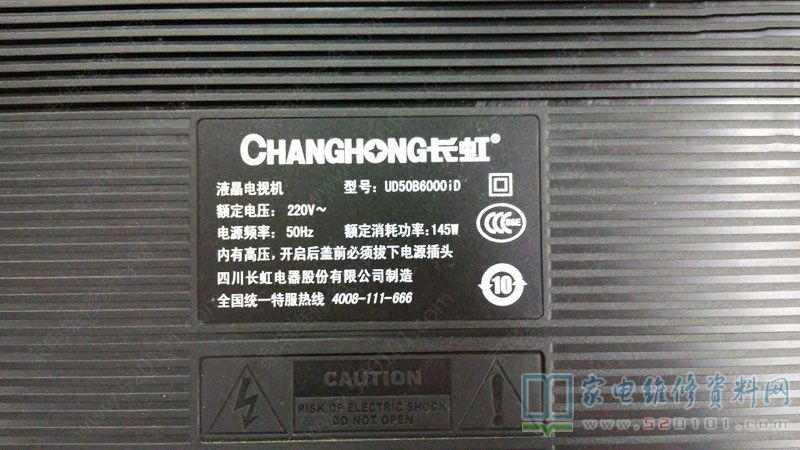 CHANGHONG长虹®
液晶电视机 型号: UD50B6000iD
额定电压: 220V~
电源频率: 50Hz 额定消耗功率:145W
内有高压,开启后盖前必须拔下电源插头
四川长虹电器股份有限公司制造
全国统一特服热线 4008-111-666
CCC S&E
10
CAUTION
RISK OF ELECTRIC SHOCK
DO NOT OPEN
家电维修资料网
www.520101.com